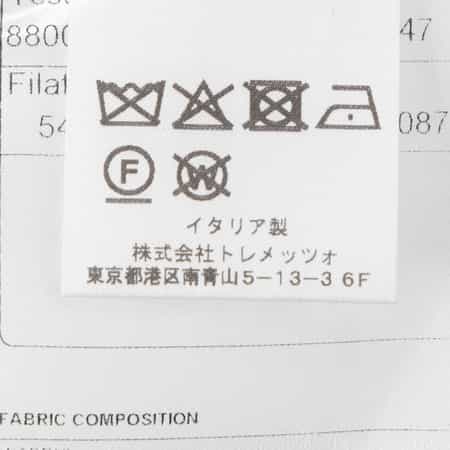 8800
47
Filat
54
087
F
W
イタリア製
株式会社トレメッツォ
東京都港区南青山5-13-3 6F
FABRIC COMPOSITION